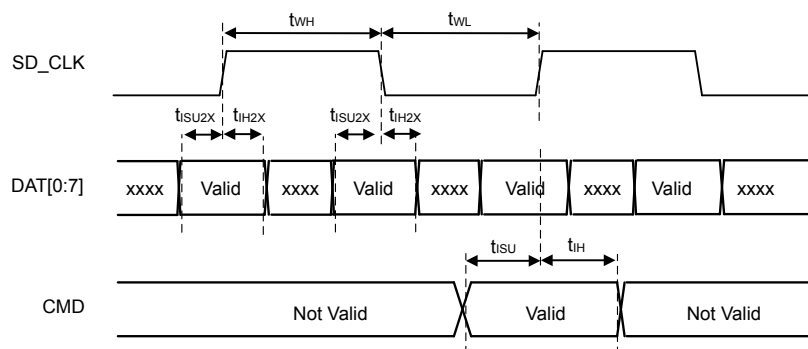 tWH tWL
SD_CLK
tISU2X tIH2X tISU2X tIH2X
DAT[0:7] xxxx Valid xxxx Valid xxxx Valid xxxx Valid xxxx
tISU tIH
CMD Not Valid Valid Not Valid